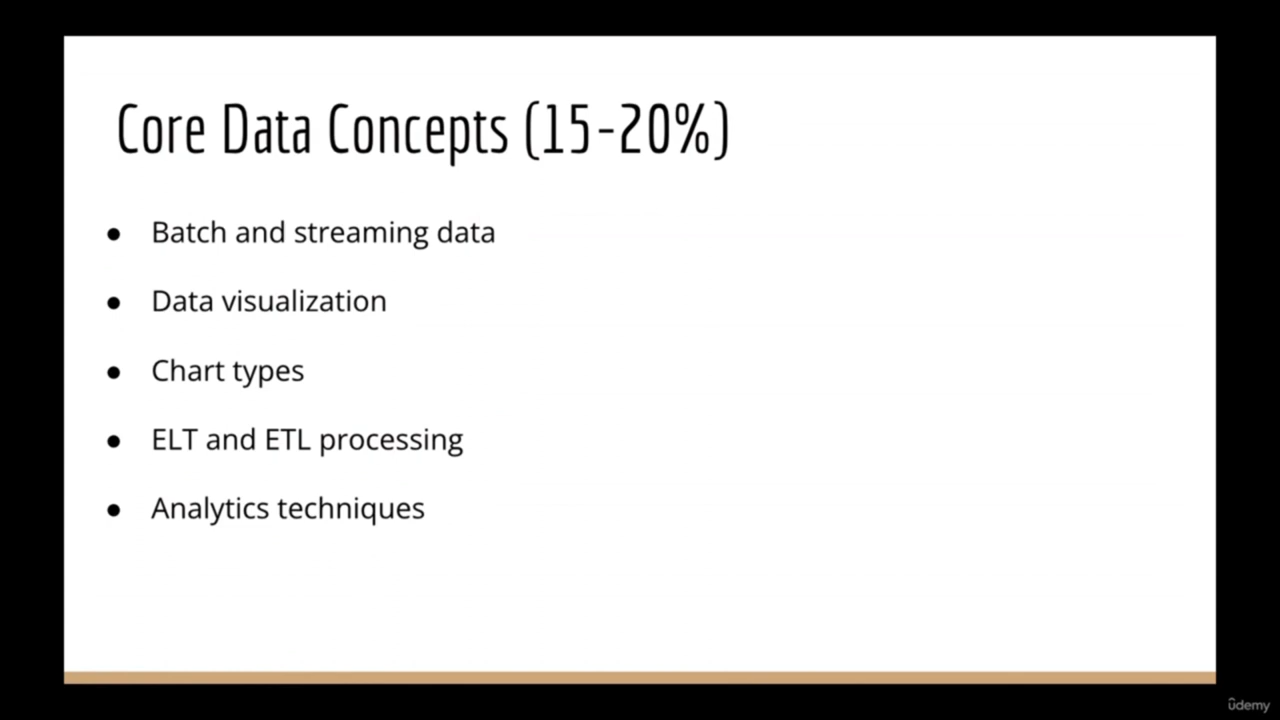 Core Data Concepts (15-20%)
● Batch and streaming data
● Data visualization
● Chart types
● ELT and ETL processing
● Analytics techniques
ûdemy